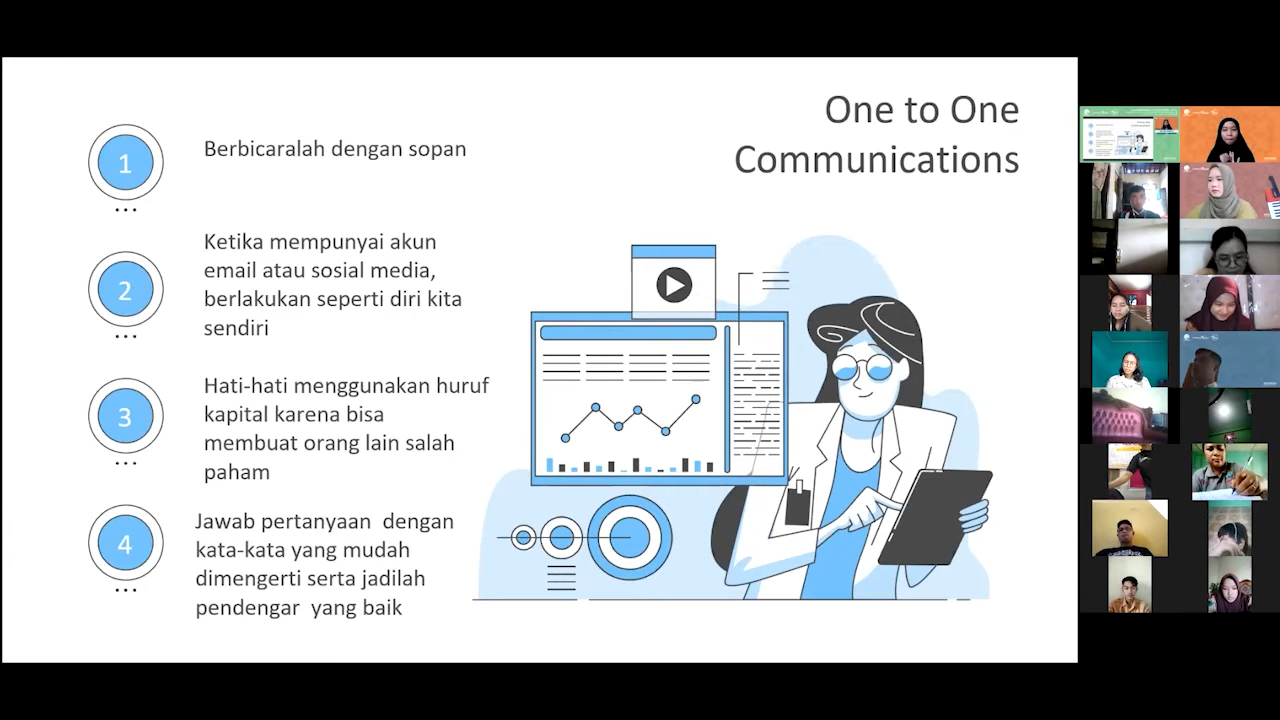 One to One
Communications
1
Berbicaralah dengan sopan
2
Ketika mempunyai akun
email atau sosial media,
berlakukan seperti diri kita
sendiri
3
Hati-hati menggunakan huruf
kapital karena bisa
membuat orang lain salah
paham
4
Jawab pertanyaan  dengan
kata-kata yang mudah
dimengerti serta jadilah
pendengar  yang baik